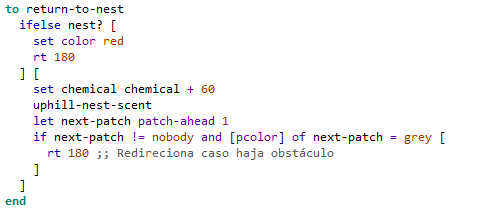 to return-to-nest
  ifelse nest? [
    set color red
    rt 180
  ] [
    set chemical chemical + 60
    uphill-nest-scent
    let next-patch patch-ahead 1
    if next-patch != nobody and [pcolor] of next-patch = grey [
      rt 180 ;; Redireciona caso haja obstáculo
    ]
  ]
end